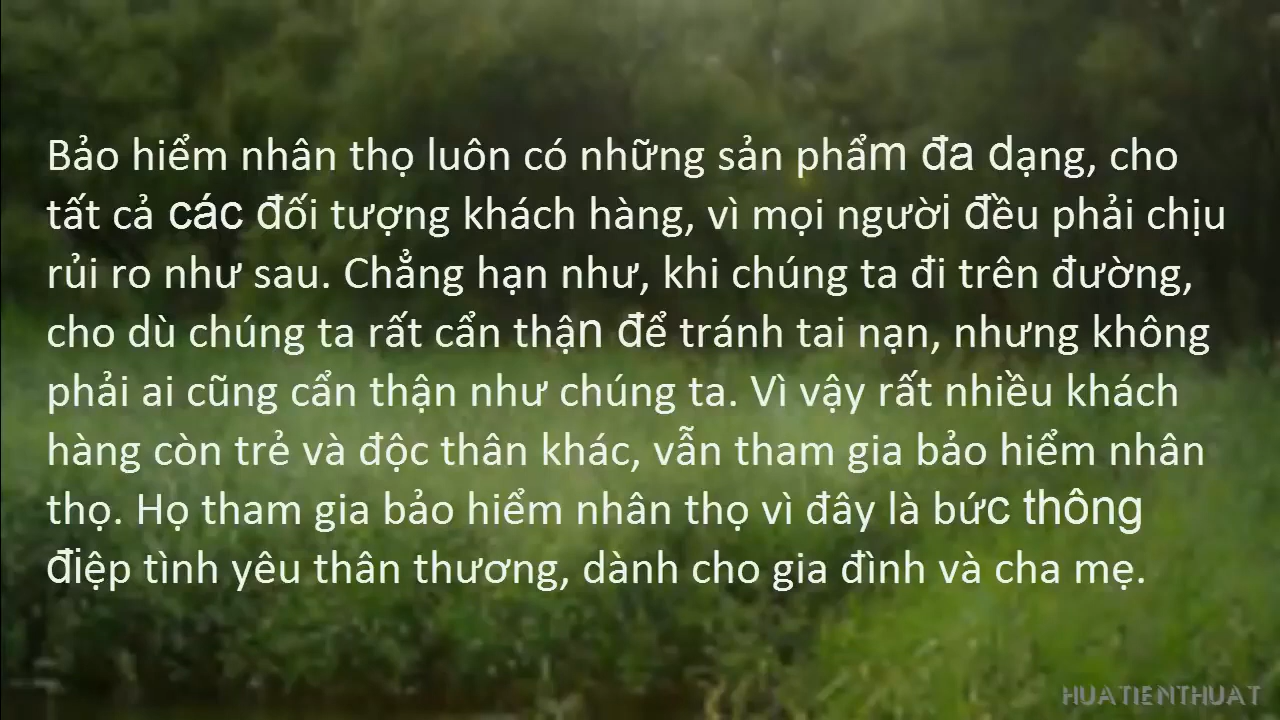 Bảo hiểm nhân thọ luôn có những sản phẩm đa dạng, cho
tất cả các đối tượng khách hàng, vì mọi người đều phải chịu
rủi ro như sau. Chẳng hạn như, khi chúng ta đi trên đường,
cho dù chúng ta rất cẩn thận để tránh tai nạn, nhưng không
phải ai cũng cẩn thận như chúng ta. Vì vậy rất nhiều khách
hàng còn trẻ và độc thân khác, vẫn tham gia bảo hiểm nhân
thọ. Họ tham gia bảo hiểm nhân thọ vì đây là bức thông
điệp tình yêu thân thương, dành cho gia đình và cha mẹ.
HUATIENTHUAT